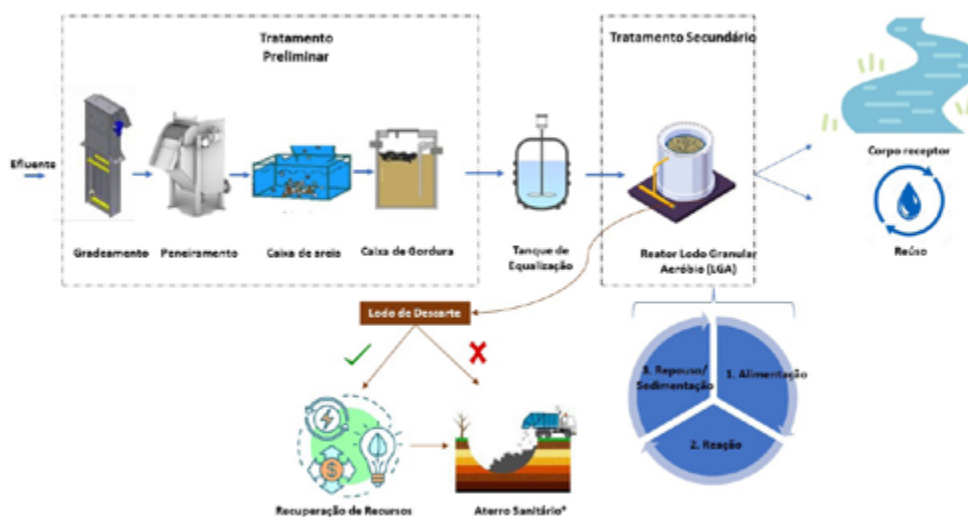 Tratamento
Preliminar
Tratamento Secundário
Efluente
Gradeamento
Peneiramento
Caixa de areia
Caixa de Gordura
Tanque de
Equalização
Reator Lodo Granular
Aeróbio (LGA)
Corpo receptor
Reúso
Lodo de Descarte
3. Repouso/
Sedimentação
1. Alimentação
2. Reação
Recuperação de Recursos
Aterro Sanitário*